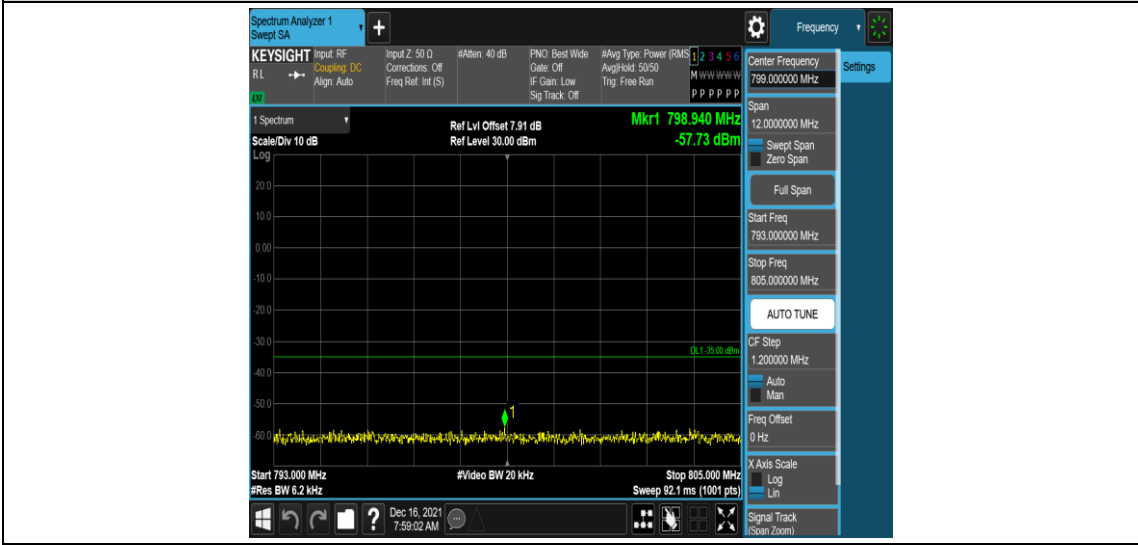 Spectrum Analyzer 1
Swept SA
+
Frequency
KEYSIGHT
RL
LM
Input: RF
Coupling: DC
Align: Auto
Input Z: 50 Ω
Corrections: Off
Freq Ref: Int (S)
#Atten: 40 dB
PNO: Best Wide
Gate: Off
IF Gain: Low
Sig Track: Off
#Avg Type: Power (RMS
Avg|Hold: 50/50
Trig: Free Run
1 2 3 4 5 6
M W W W W W
P P P P P P
1 Spectrum
Scale/Div 10 dB
Log
Ref Lvl Offset 7.91 dB
Ref Level 30.00 dBm
Mkr1 798.940 MHz
-57.73 dBm
20.0
10.0
0.00
-10.0
-20.0
-30.0
-40.0
-50.0
-60.0
DL1 -35.00 dBm
1
Start 793.000 MHz
#Res BW 6.2 kHz
#Video BW 20 kHz
Stop 805.000 MHz
Sweep 92.1 ms (1001 pts)
Center Frequency
799.000000 MHz
Settings
Span
12.0000000 MHz
Swept Span
Zero Span
Full Span
Start Freq
793.000000 MHz
Stop Freq
805.000000 MHz
AUTO TUNE
CF Step
1.200000 MHz
Auto
Man
Freq Offset
0 Hz
X Axis Scale
Log
Lin
Signal Track
(Span Zoom)
?
Dec 16, 2021
7:59:02 AM